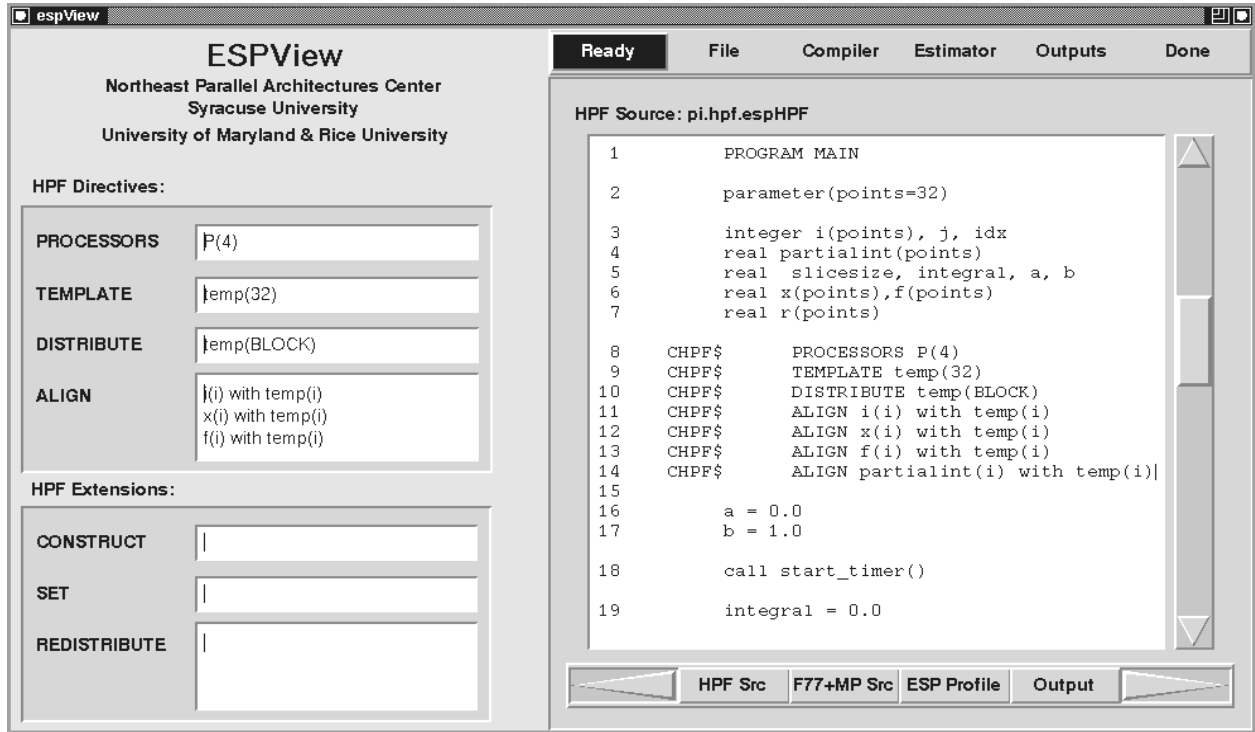 espView
ESPView
Northeast Parallel Architectures Center
Syracuse University
University of Maryland & Rice University
HPF Directives:
PROCESSORS P(4)
TEMPLATE temp(32)
DISTRIBUTE temp(BLOCK)
ALIGN i(i) with temp(i)
x(i) with temp(i)
f(i) with temp(i)
HPF Extensions:
CONSTRUCT
SET
REDISTRIBUTE
Ready File Compiler Estimator Outputs Done
HPF Source: pi.hpf.espHPF
1 PROGRAM MAIN
2 parameter(points=32)
3 integer i(points), j, idx
4 real partialint(points)
5 real slicesize, integral, a, b
6 real x(points),f(points)
7 real r(points)
8 CHPF$ PROCESSORS P(4)
9 CHPF$ TEMPLATE temp(32)
10 CHPF$ DISTRIBUTE temp(BLOCK)
11 CHPF$ ALIGN i(i) with temp(i)
12 CHPF$ ALIGN x(i) with temp(i)
13 CHPF$ ALIGN f(i) with temp(i)
14 CHPF$ ALIGN partialint(i) with temp(i)
15
16 a = 0.0
17 b = 1.0
18 call start_timer()
19 integral = 0.0
HPF Src F77+MP Src ESP Profile Output